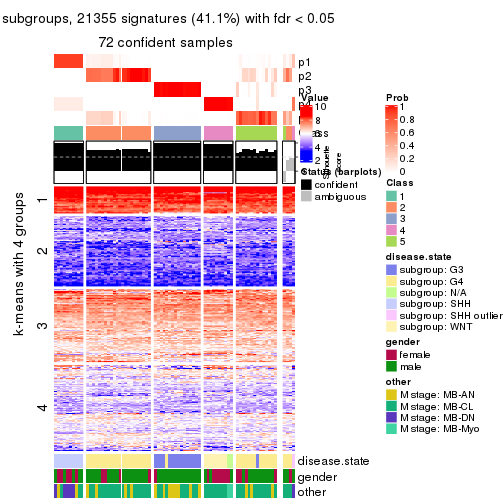 subgroups, 21355 signatures (41.1%) with fdr < 0.05
72 confident samples
p1
p2
p3
Value
10
8
6
4
2
Prob
1
0.8
0.6
0.4
0.2
0
Silhouette
score
Status (barplots)
confident
ambiguous
Class
1
2
3
4
5
k-means with 4 groups
1
2
3
4
disease.state
subgroup: G3
subgroup: G4
subgroup: N/A
subgroup: SHH
subgroup: SHH outlier
subgroup: WNT
gender
female
male
other
M stage: MB-AN
M stage: MB-CL
M stage: MB-DN
M stage: MB-Myo
disease.state
gender
other